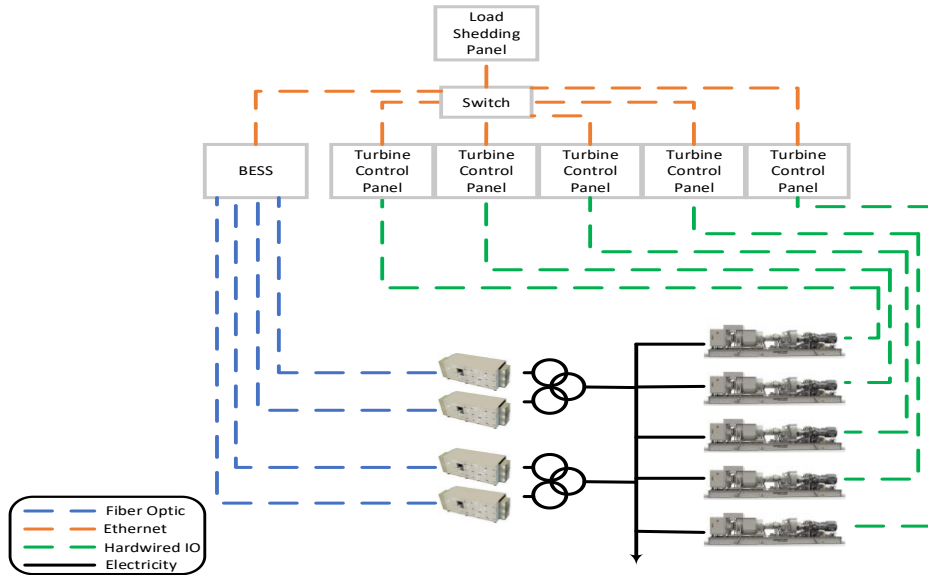 Load
Shedding
Panel
Switch
BESS
Turbine
Control
Panel
Turbine
Control
Panel
Turbine
Control
Panel
Turbine
Control
Panel
Turbine
Control
Panel
Fiber Optic
Ethernet
Hardwired IO
Electricity